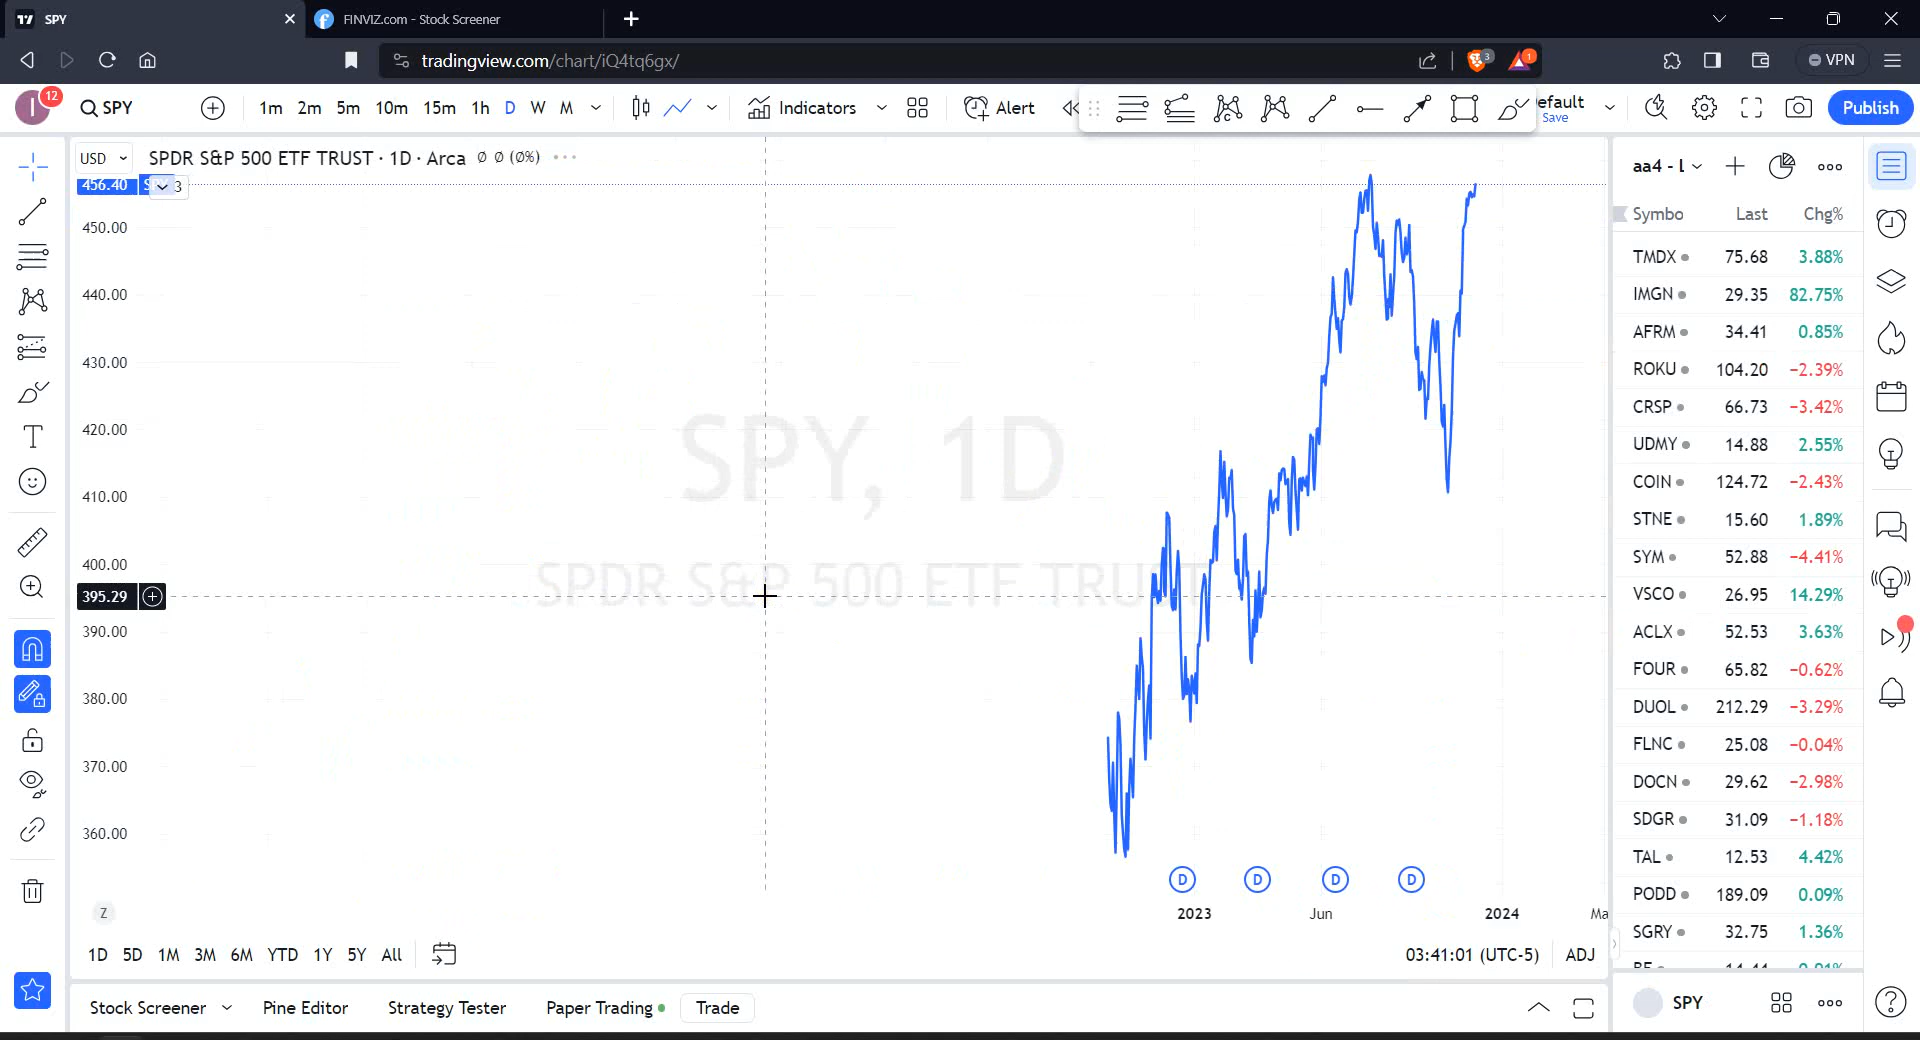 SPY
FINVIZ.com - Stock Screener
tradingview.com/chart/iQ4tq6gx/
3
1
VPN
12
SPY
1m 2m 5m 10m 15m 1h D W M
Indicators
Alert
efault
Save
Publish
USD
SPDR S&P 500 ETF TRUST · 1D · Arca Ø Ø (Ø%)
456.40
3
450.00
440.00
430.00
420.00
410.00
400.00
395.29
390.00
380.00
370.00
360.00
SPY, 1D
SPDR S&P 500 ETF TRUST
D D D D
Z
2023 Jun 2024 Ma
1D 5D 1M 3M 6M YTD 1Y 5Y All
03:41:01 (UTC-5) ADJ
Stock Screener Pine Editor Strategy Tester Paper Trading Trade
aa4 - L
Symbo Last Chg%
TMDX 75.68 3.88%
IMGN 29.35 82.75%
AFRM 34.41 0.85%
ROKU 104.20 −2.39%
CRSP 66.73 −3.42%
UDMY 14.88 2.55%
COIN 124.72 −2.43%
STNE 15.60 1.89%
SYM 52.88 −4.41%
VSCO 26.95 14.29%
ACLX 52.53 3.63%
FOUR 65.82 −0.62%
DUOL 212.29 −3.29%
FLNC 25.08 −0.04%
DOCN 29.62 −2.98%
SDGR 31.09 −1.18%
TAL 12.53 4.42%
PODD 189.09 0.09%
SGRY 32.75 1.36%
SPY